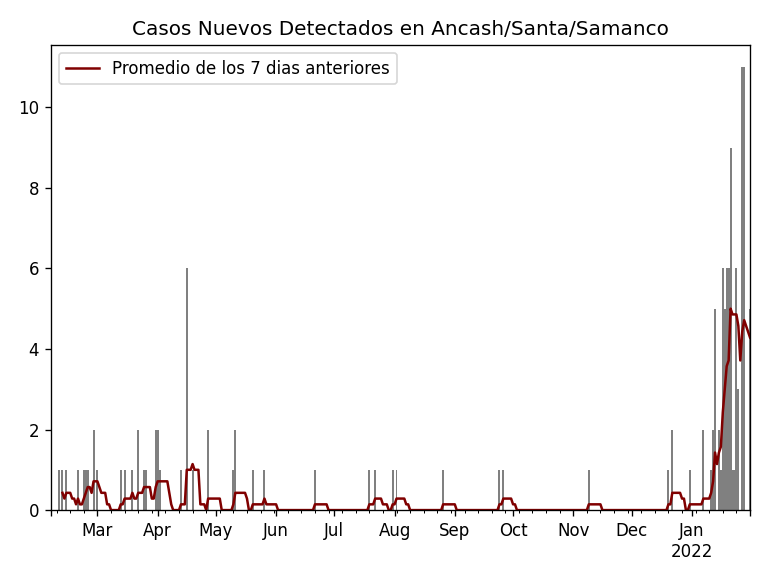 Casos Nuevos Detectados en Ancash/Santa/Samanco
Promedio de los 7 dias anteriores
10
8
6
4
2
0
Mar Apr May Jun Jul Aug Sep Oct Nov Dec Jan
2022